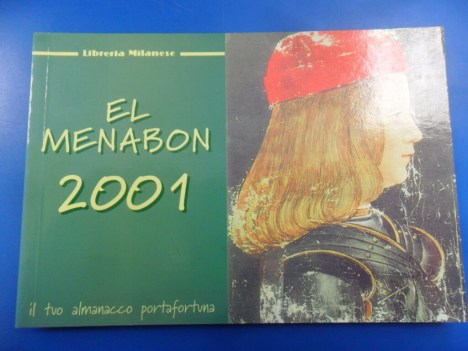 Libreria Milanese
EL
MENABON
2001
il tuo almanacco portafortuna